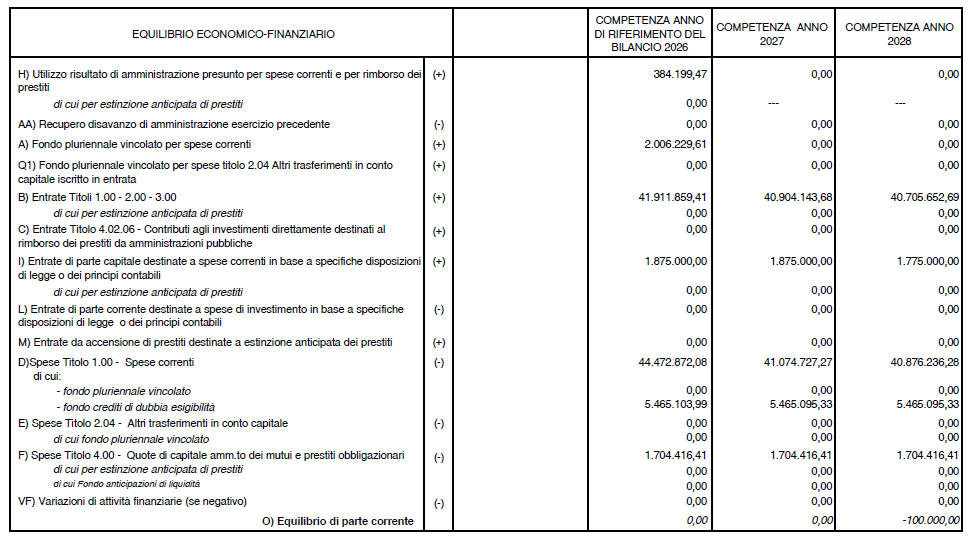 EQUILIBRIO ECONOMICO-FINANZIARIO
COMPETENZA ANNO
DI RIFERIMENTO DEL
BILANCIO 2026
COMPETENZA ANNO
2027
COMPETENZA ANNO
2028
H) Utilizzo risultato di amministrazione presunto per spese correnti e per rimborso dei (+) 384.199,47 0,00 0,00
prestiti
di cui per estinzione anticipata di prestiti 0,00 --- ---
AA) Recupero disavanzo di amministrazione esercizio precedente (-) 0,00 0,00 0,00
A) Fondo pluriennale vincolato per spese correnti (+) 2.006.229,61 0,00 0,00
Q1) Fondo pluriennale vincolato per spese titolo 2.04 Altri trasferimenti in conto (+) 0,00 0,00 0,00
capitale iscritto in entrata
B) Entrate Titoli 1.00 - 2.00 - 3.00 (+) 41.911.859,41 40.904.143,68 40.705.652,69
di cui per estinzione anticipata di prestiti 0,00 0,00 0,00
C) Entrate Titolo 4.02.06 - Contributi agli investimenti direttamente destinati al (+) 0,00 0,00 0,00
rimborso dei prestiti da amministrazioni pubbliche
I) Entrate di parte capitale destinate a spese correnti in base a specifiche disposizioni (+) 1.875.000,00 1.875.000,00 1.775.000,00
di legge o dei principi contabili
di cui per estinzione anticipata di prestiti 0,00 0,00 0,00
L) Entrate di parte corrente destinate a spese di investimento in base a specifiche (-) 0,00 0,00 0,00
disposizioni di legge o dei principi contabili
M) Entrate da accensione di prestiti destinate a estinzione anticipata dei prestiti (+) 0,00 0,00 0,00
D)Spese Titolo 1.00 - Spese correnti (-) 44.472.872,08 41.074.727,27 40.876.236,28
di cui:
- fondo pluriennale vincolato 0,00 0,00 0,00
- fondo crediti di dubbia esigibilità 5.465.103,99 5.465.095,33 5.465.095,33
E) Spese Titolo 2.04 - Altri trasferimenti in conto capitale (-) 0,00 0,00 0,00
di cui fondo pluriennale vincolato 0,00 0,00 0,00
F) Spese Titolo 4.00 - Quote di capitale amm.to dei mutui e prestiti obbligazionari (-) 1.704.416,41 1.704.416,41 1.704.416,41
di cui per estinzione anticipata di prestiti 0,00 0,00 0,00
di cui Fondo anticipazioni di liquidità 0,00 0,00 0,00
VF) Variazioni di attività finanziarie (se negativo) (-) 0,00 0,00 0,00
O) Equilibrio di parte corrente 0,00 0,00 -100.000,00